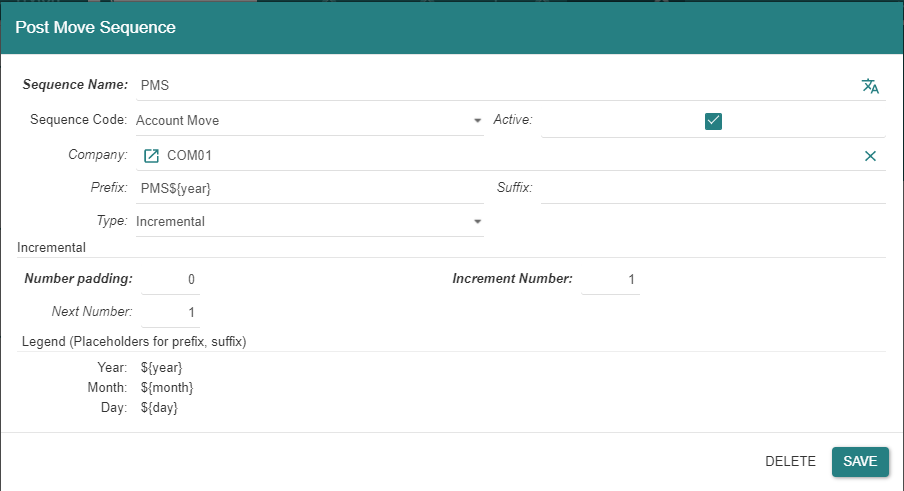 Post Move Sequence
Sequence Name: PMS
Sequence Code: Account Move Active:
Company: COM01
Prefix: PMS${year} Suffix:
Type: Incremental
Incremental
Number padding: 0 Increment Number: 1
Next Number: 1
Legend (Placeholders for prefix, suffix)
Year: ${year}
Month: ${month}
Day: ${day}
DELETE SAVE